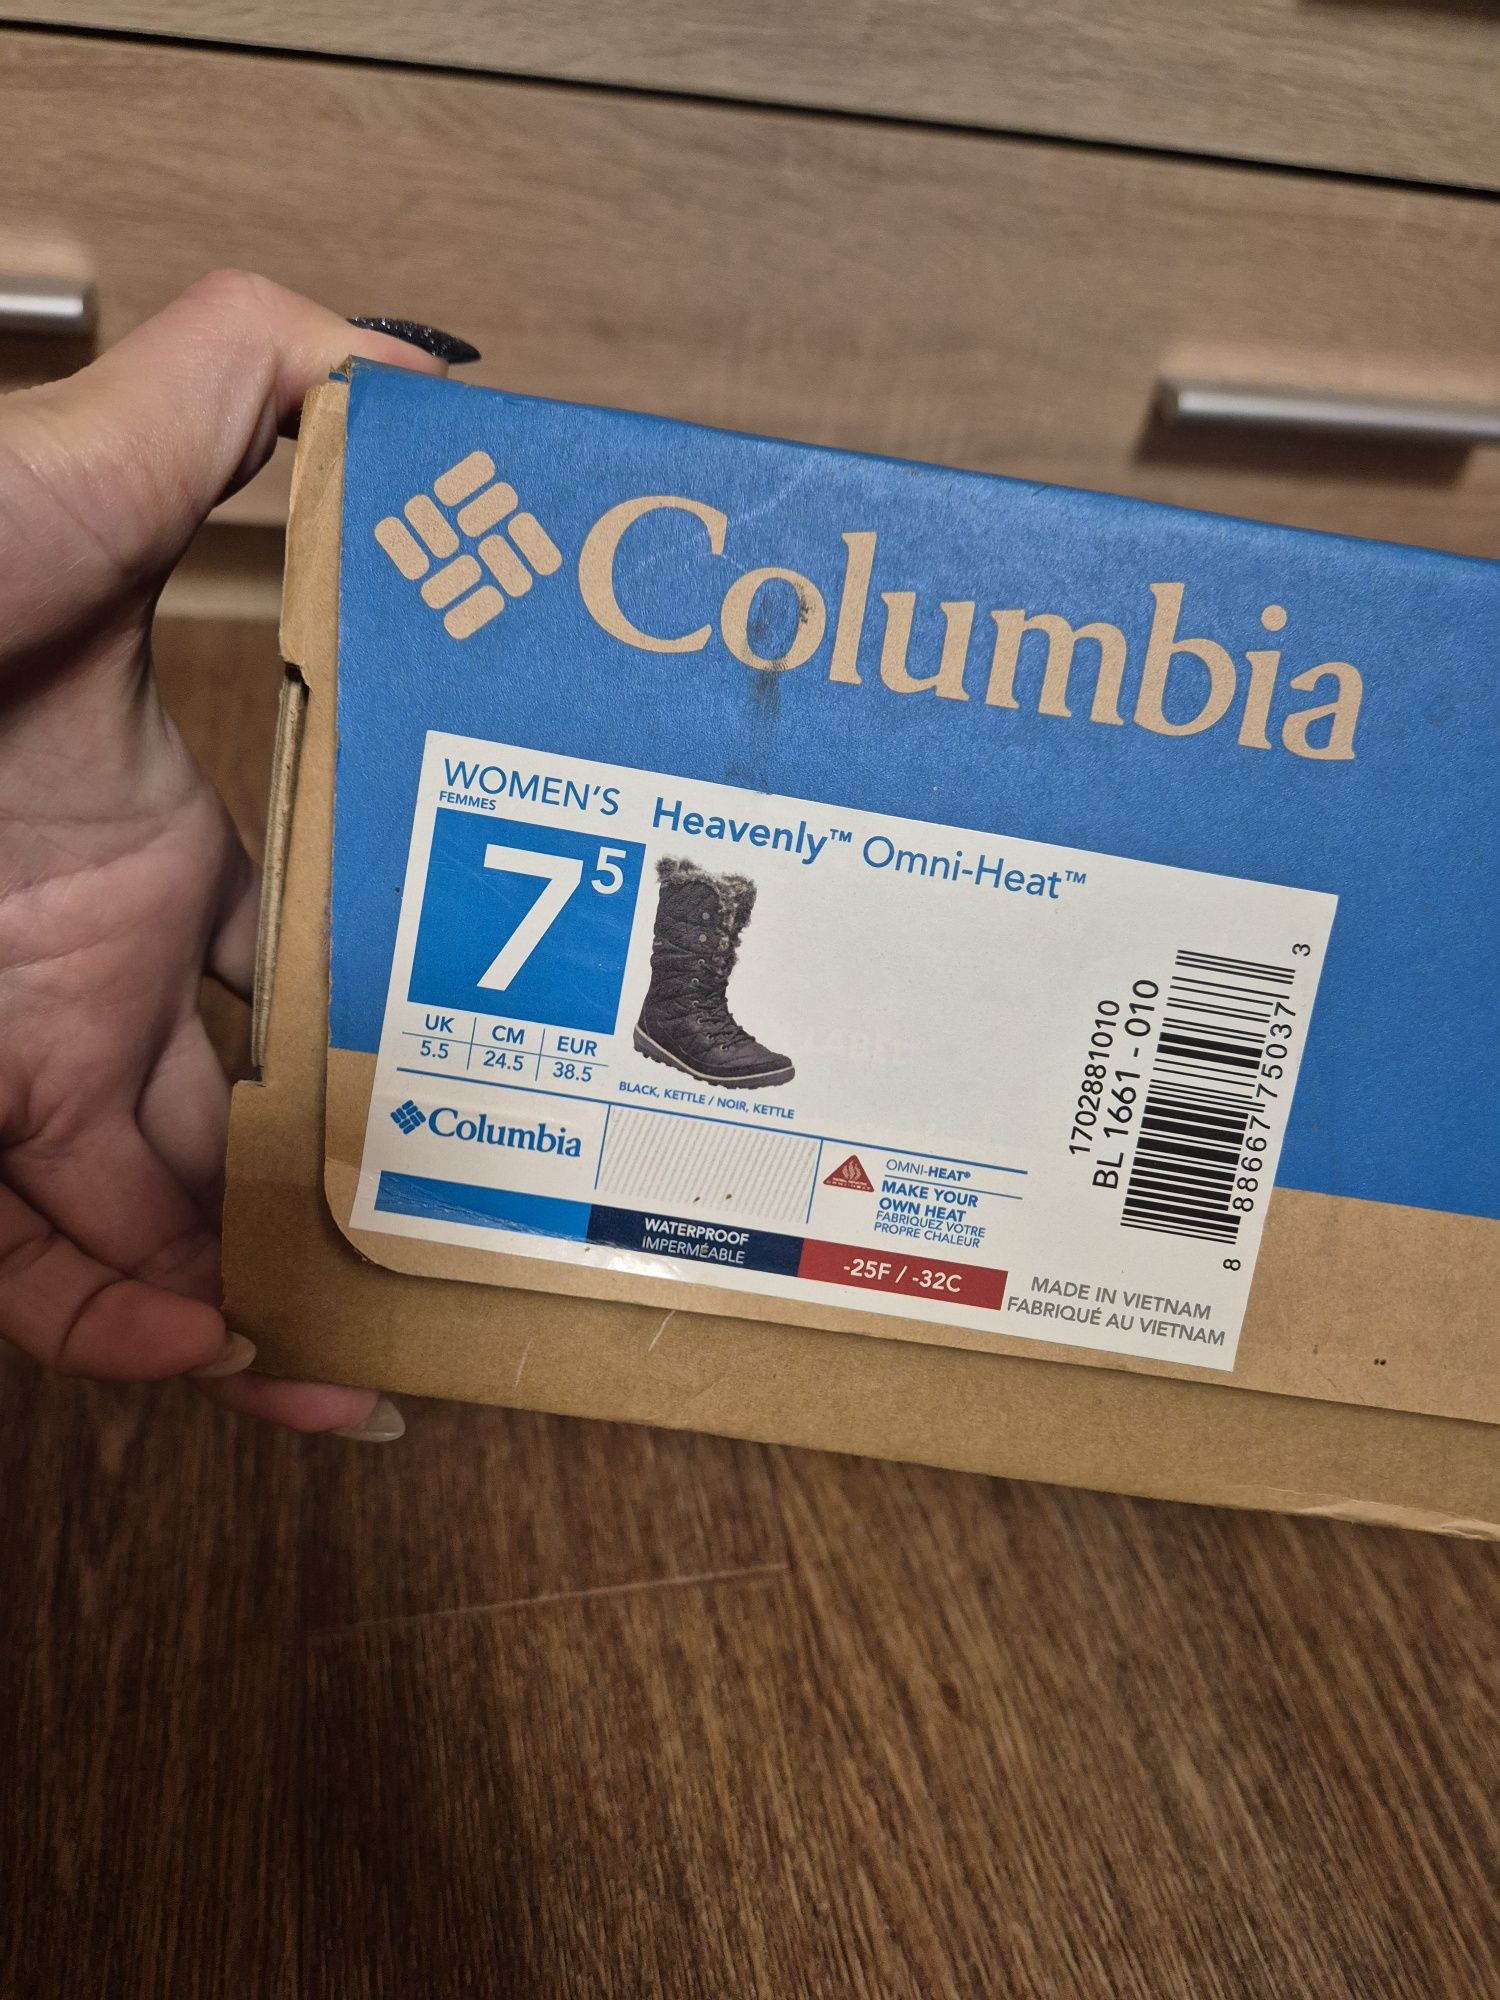 Columbia
WOMEN'S Heavenly™ Omni-Heat™
FEMMES
7⁵
UK CM EUR
5.5 24.5 38.5
BLACK, KETTLE / NOIR, KETTLE
Columbia
WATERPROOF
IMPERMÉABLE
OMNI-HEAT®
MAKE YOUR
OWN HEAT
FABRIQUEZ VOTRE
PROPRE CHALEUR
-25F / -32C
MADE IN VIETNAM
FABRIQUÉ AU VIETNAM
1702881010
BL 1661 - 010
8 88667 75037 3